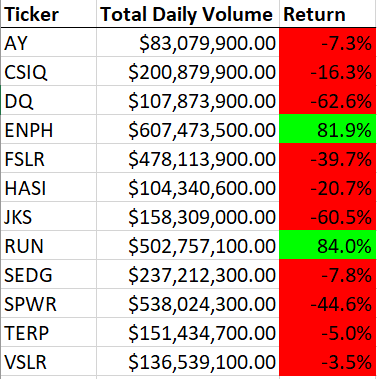 Ticker Total Daily Volume Return
AY $83,079,900.00 -7.3%
CSIQ $200,879,900.00 -16.3%
DQ $107,873,900.00 -62.6%
ENPH $607,473,500.00 81.9%
FSLR $478,113,900.00 -39.7%
HASI $104,340,600.00 -20.7%
JKS $158,309,000.00 -60.5%
RUN $502,757,100.00 84.0%
SEDG $237,212,300.00 -7.8%
SPWR $538,024,300.00 -44.6%
TERP $151,434,700.00 -5.0%
VSLR $136,539,100.00 -3.5%